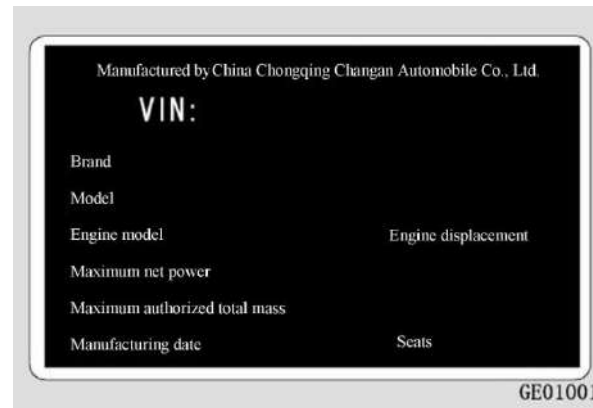 Manufactured by China Chongqing Changan Automobile Co., Ltd.
VIN:
Brand
Model
Engine model Engine displacement
Maximum net power
Maximum authorized total mass
Manufacturing date Seats
GE01001